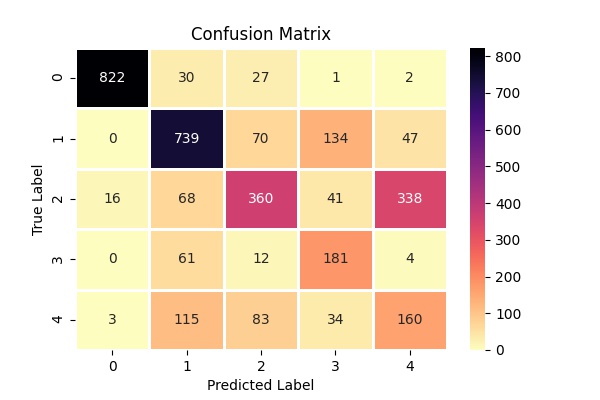 Confusion Matrix
0 822 30 27 1 2
1 0 739 70 134 47
2 16 68 360 41 338
3 0 61 12 181 4
4 3 115 83 34 160
0 1 2 3 4
True Label
Predicted Label
800
700
600
500
400
300
200
100
0